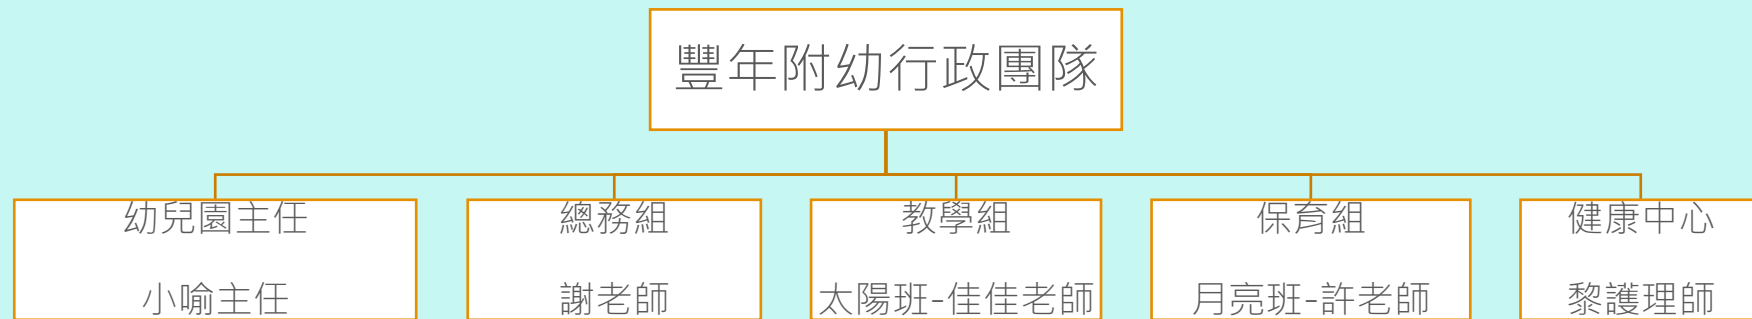 豐年附幼行政團隊
幼兒園主任
小喻主任
總務組
謝老師
教學組
太陽班-佳佳老師
保育組
月亮班-許老師
健康中心
黎護理師